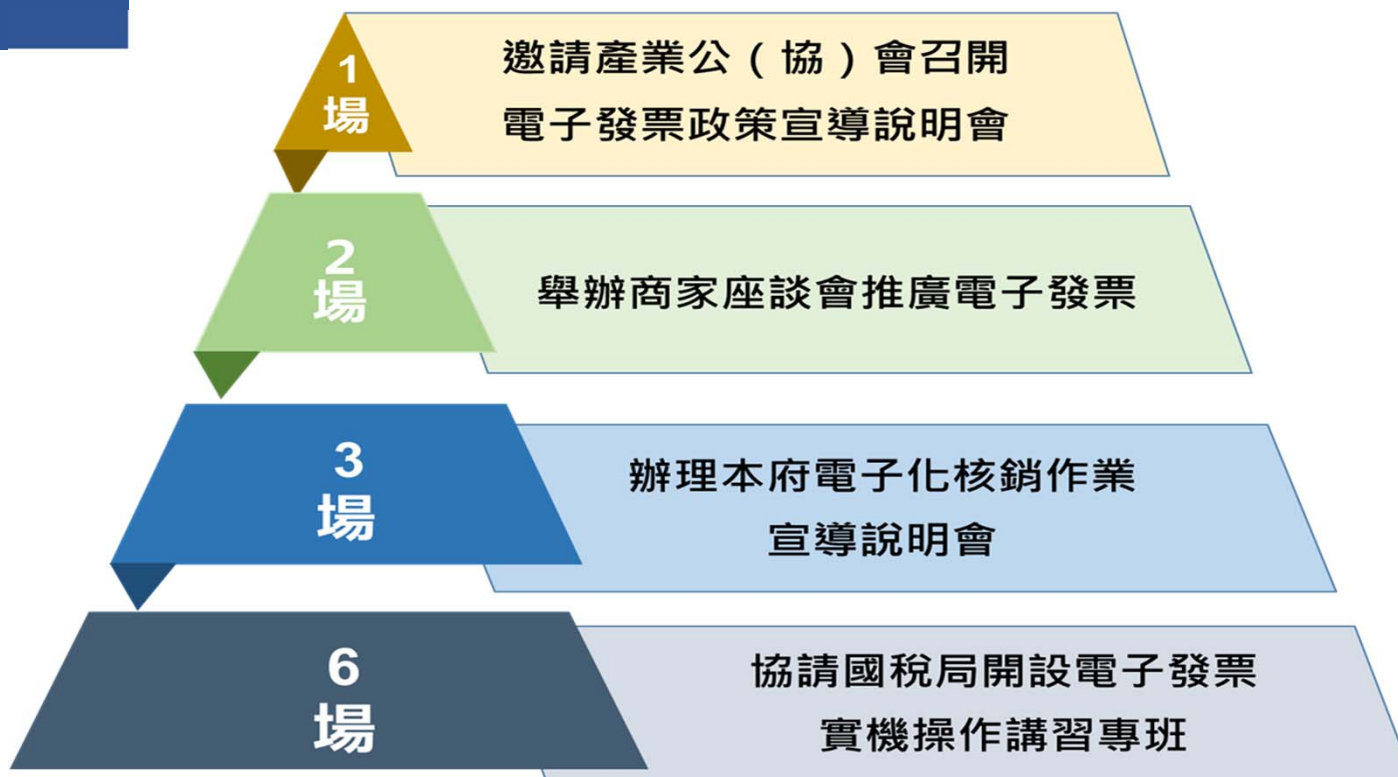 1
場
邀請產業公（協）會召開
電子發票政策宣導說明會
2
場
舉辦商家座談會推廣電子發票
3
場
辦理本府電子化核銷作業
宣導說明會
6
場
協請國稅局開設電子發票
實機操作講習專班